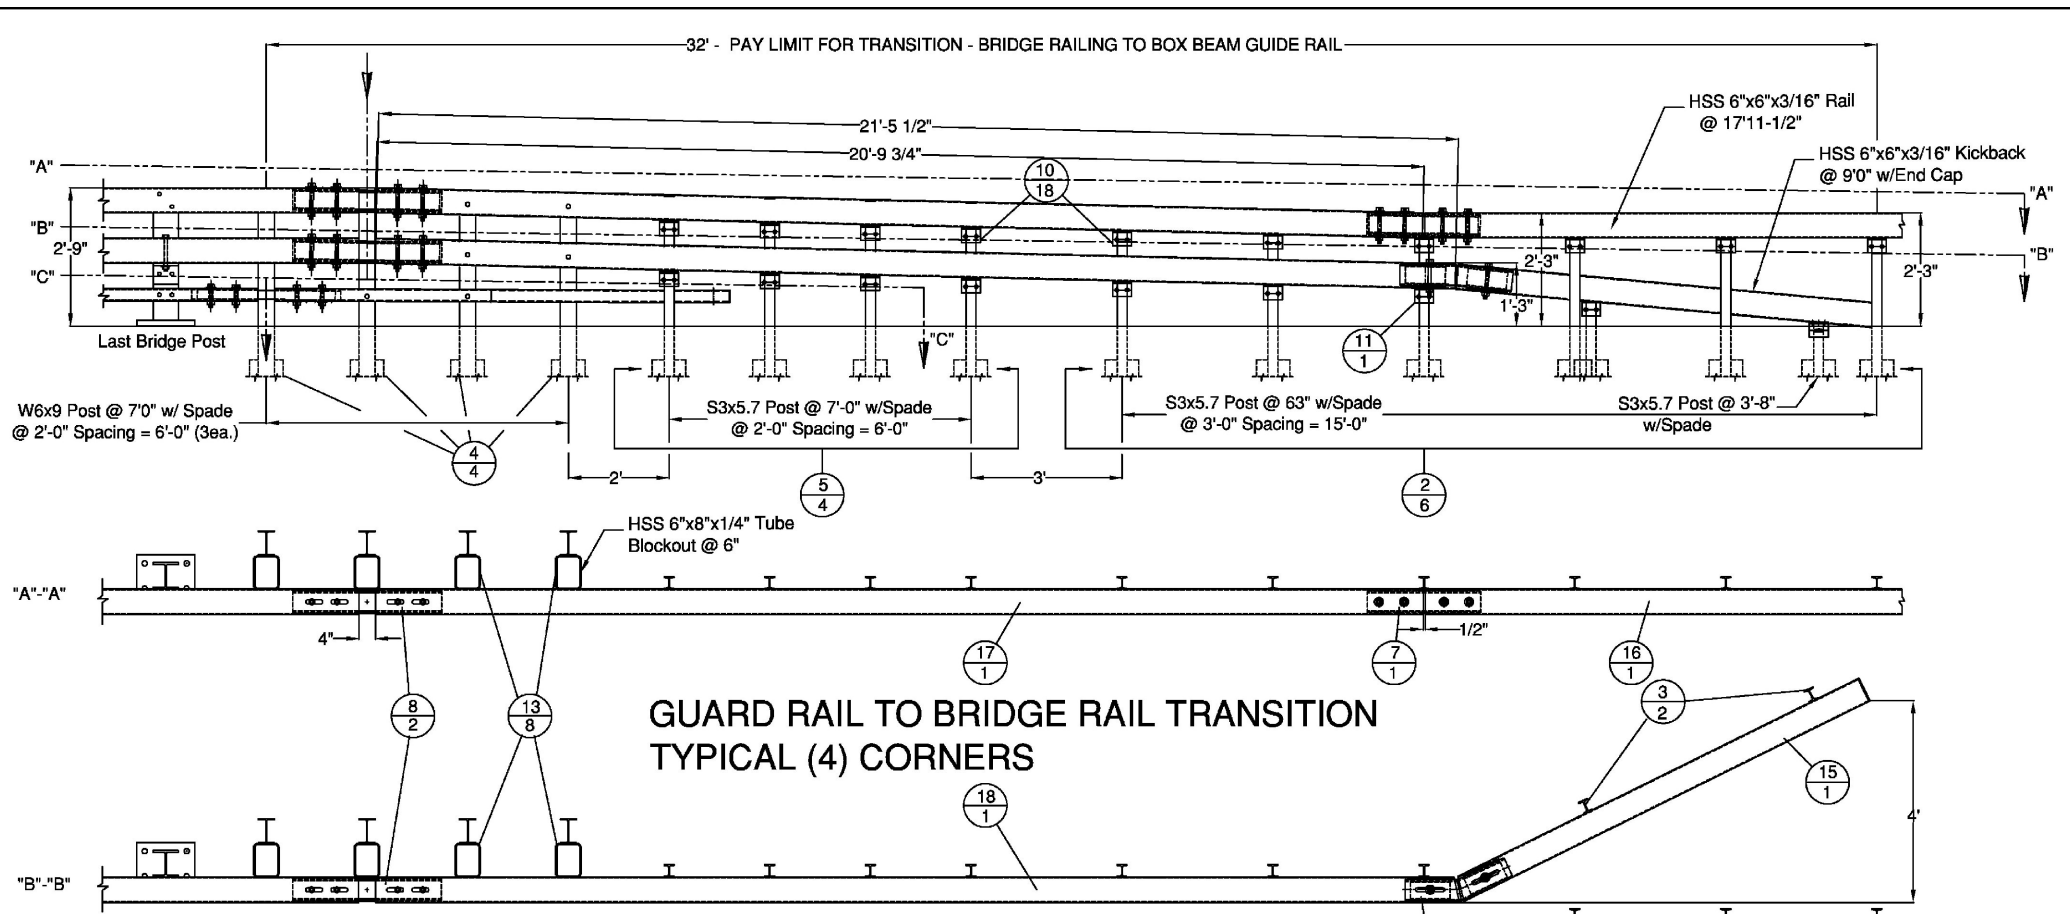 32' - PAY LIMIT FOR TRANSITION - BRIDGE RAILING TO BOX BEAM GUIDE RAIL
21'-5 1/2"
20'-9 3/4"
HSS 6"x6"x3/16" Rail
@ 17'11-1/2"
HSS 6"x6"x3/16" Kickback
@ 9'0" w/End Cap
"A"
"A"
10
18
"B"
"B"
2'-9"
"C"
2'-3"
2'-3"
1'-3"
Last Bridge Post
"C"
11
1
W6x9 Post @ 7'0" w/ Spade
@ 2'-0" Spacing = 6'-0" (3ea.)
S3x5.7 Post @ 7'-0" w/Spade
@ 2'-0" Spacing = 6'-0"
S3x5.7 Post @ 63" w/Spade
@ 3'-0" Spacing = 15'-0"
S3x5.7 Post @ 3'-8"
w/Spade
4
4
2'
5
4
3'
2
6
HSS 6"x8"x1/4" Tube
Blockout @ 6"
"A"-"A"
4"
1/2"
17
1
7
1
16
1
8
2
13
8
3
2
GUARD RAIL TO BRIDGE RAIL TRANSITION
TYPICAL (4) CORNERS
15
1
18
1
4'
"B"-"B"